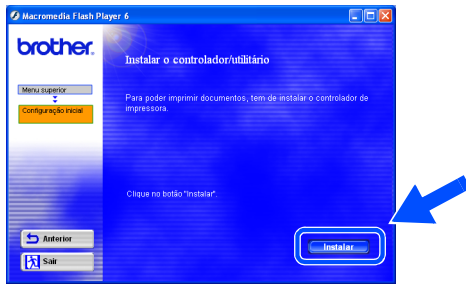 Macromedia Flash Player 6
brother.
Instalar o controlador/utilitário
Menu superior
Configuração inicial
Para poder imprimir documentos, tem de instalar o controlador de
impressora.
Clique no botão "Instalar".
Anterior
Sair
Instalar